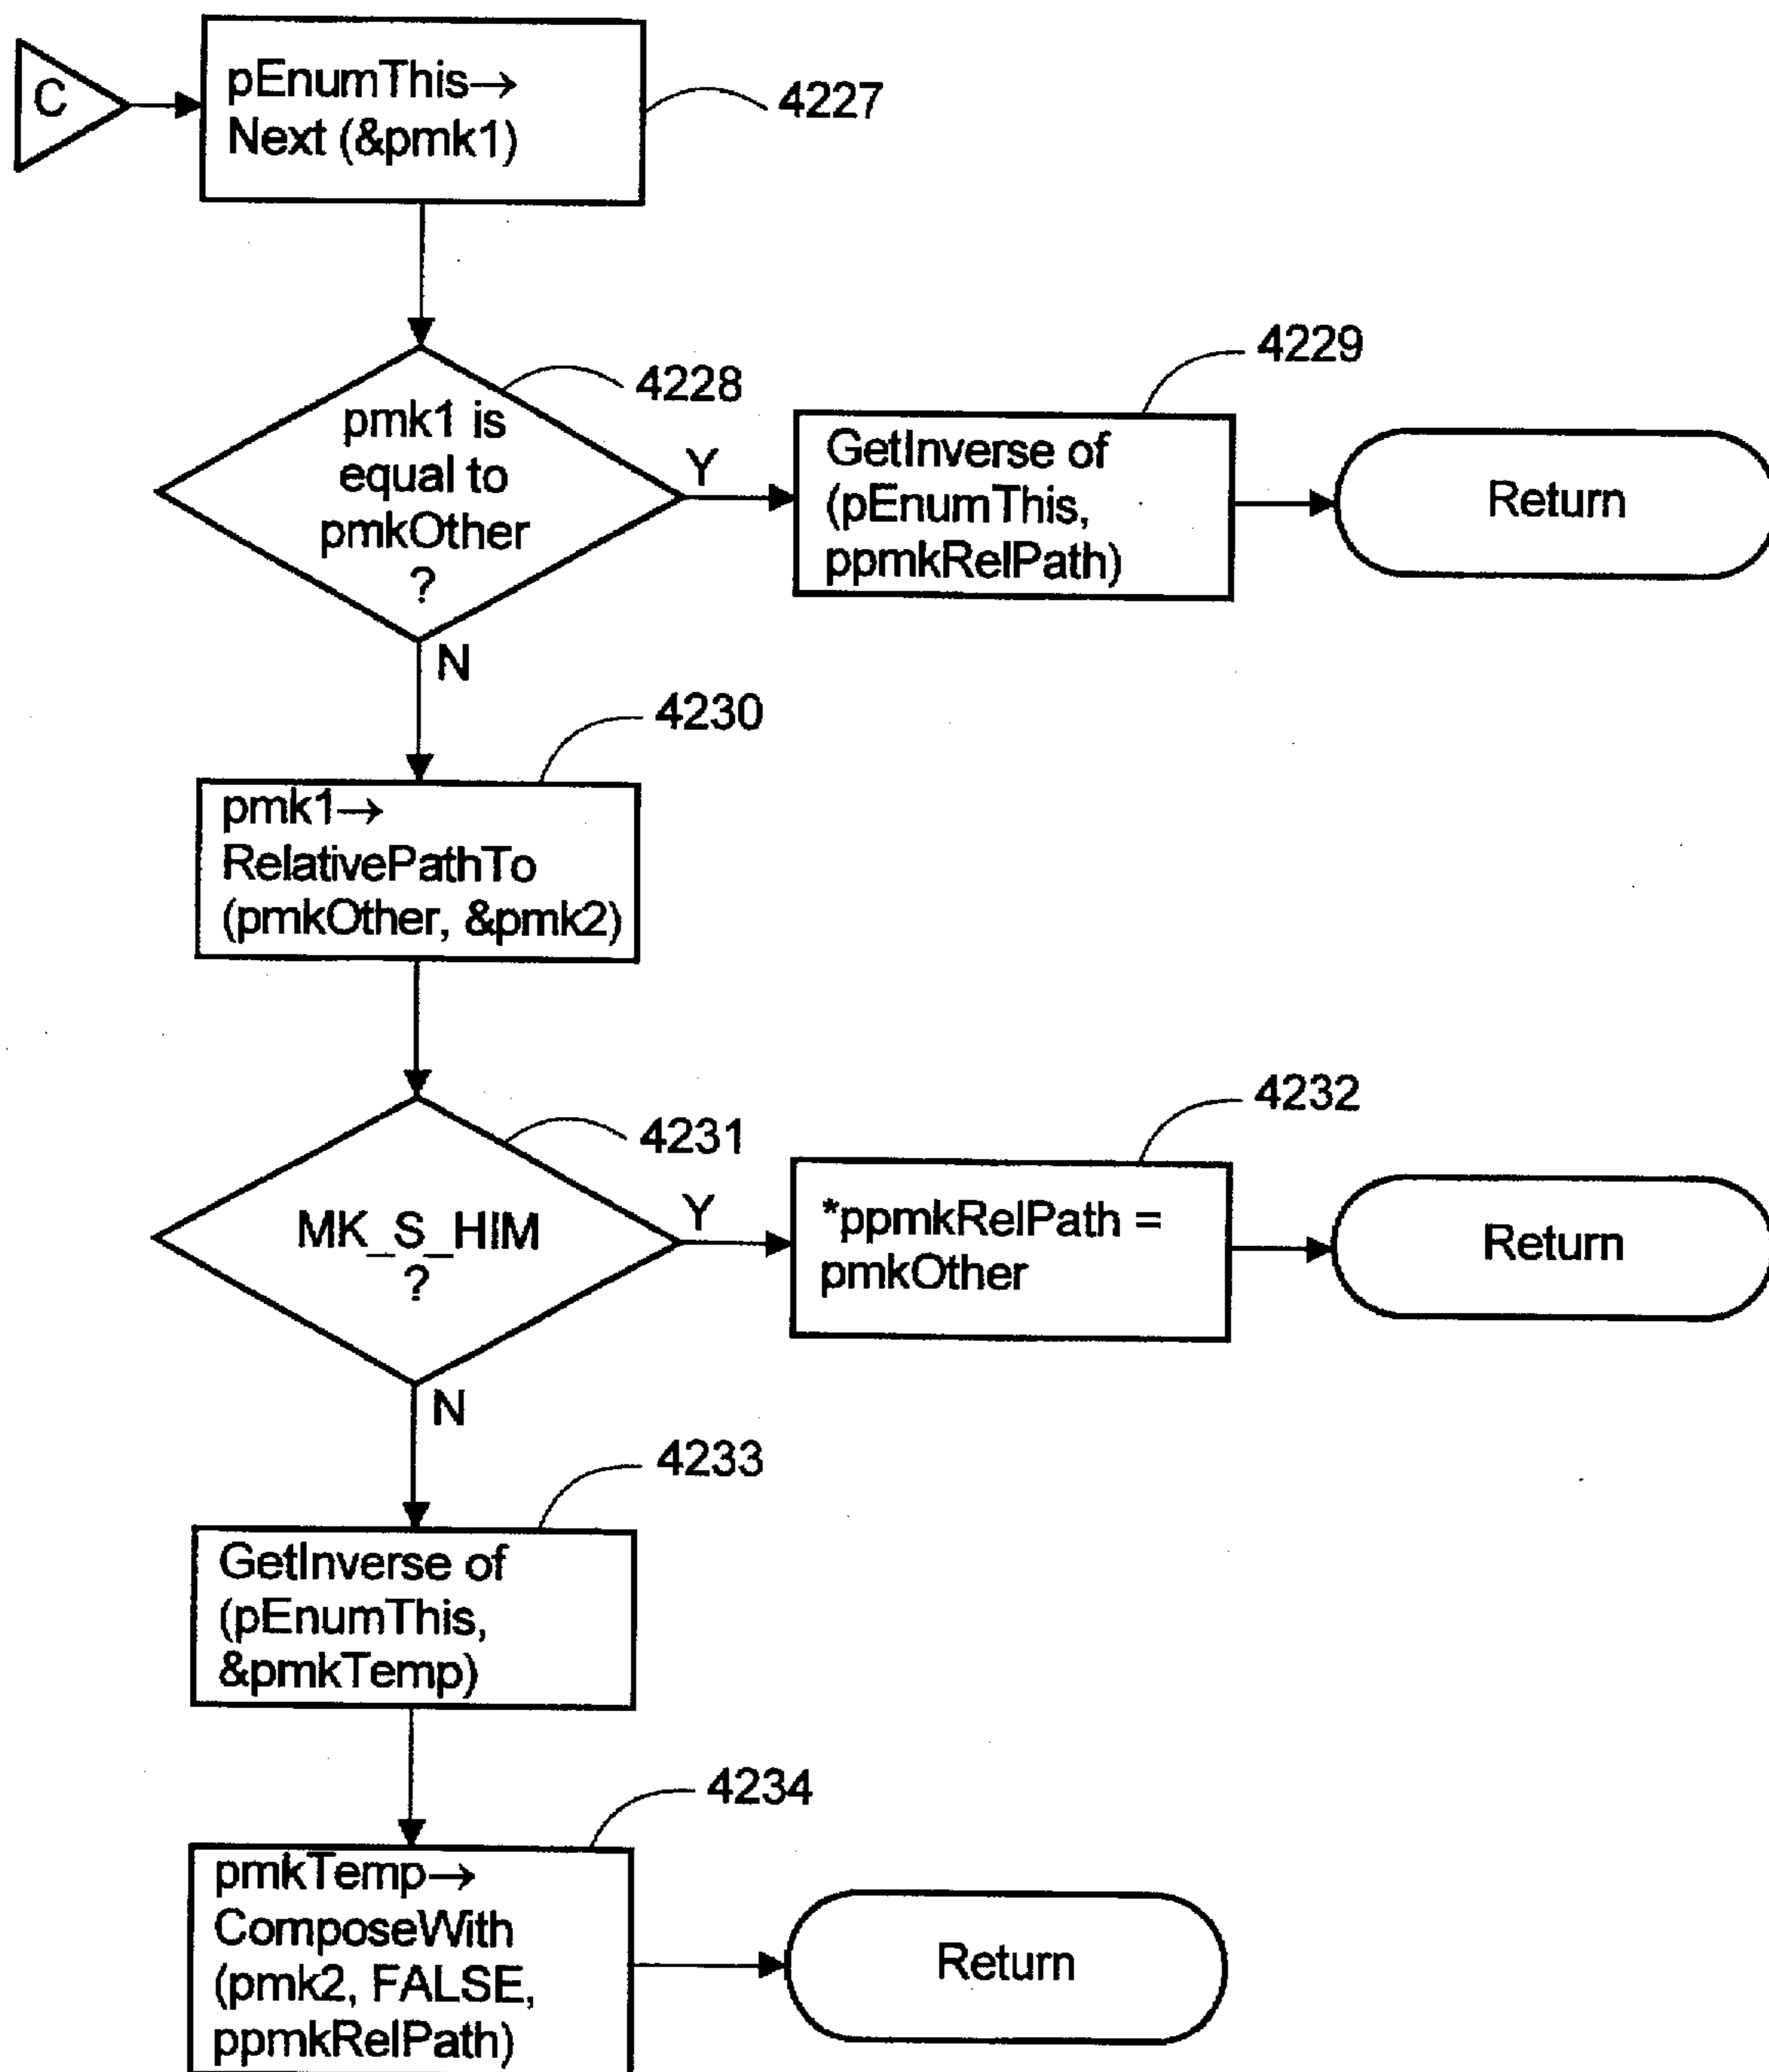 C
pEnumThis→
Next (&pmk1)
4227
4228
pmk1 is
equal to
pmkOther
?
Y
4229
GetInverse of
(pEnumThis,
ppmkRelPath)
Return
N
4230
pmk1→
RelativePathTo
(pmkOther, &pmk2)
4231
MK_S_HIM
?
Y
4232
*ppmkRelPath =
pmkOther
Return
N
4233
GetInverse of
(pEnumThis,
&pmkTemp)
4234
pmkTemp→
ComposeWith
(pmk2, FALSE,
ppmkRelPath)
Return